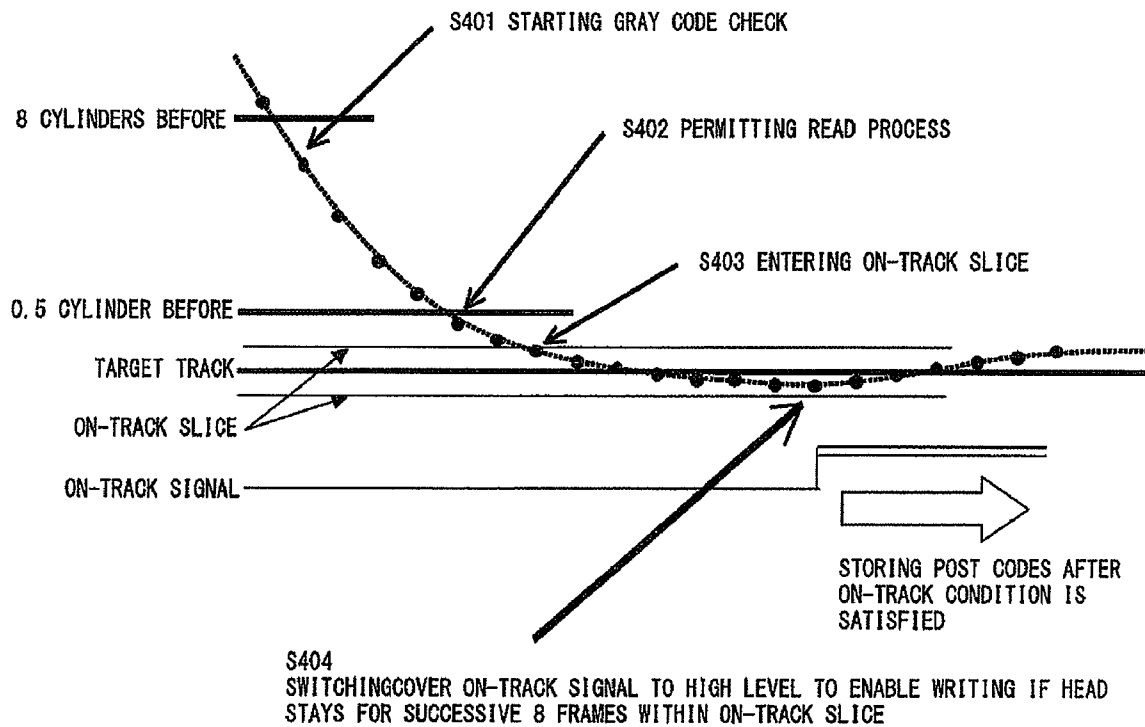 S401 STARTING GRAY CODE CHECK
8 CYLINDERS BEFORE
S402 PERMITTING READ PROCESS
S403 ENTERING ON-TRACK SLICE
0.5 CYLINDER BEFORE
TARGET TRACK
ON-TRACK SLICE
ON-TRACK SIGNAL
STORING POST CODES AFTER
ON-TRACK CONDITION IS
SATISFIED
S404
SWITCHINGCOVER ON-TRACK SIGNAL TO HIGH LEVEL TO ENABLE WRITING IF HEAD
STAYS FOR SUCCESSIVE 8 FRAMES WITHIN ON-TRACK SLICE